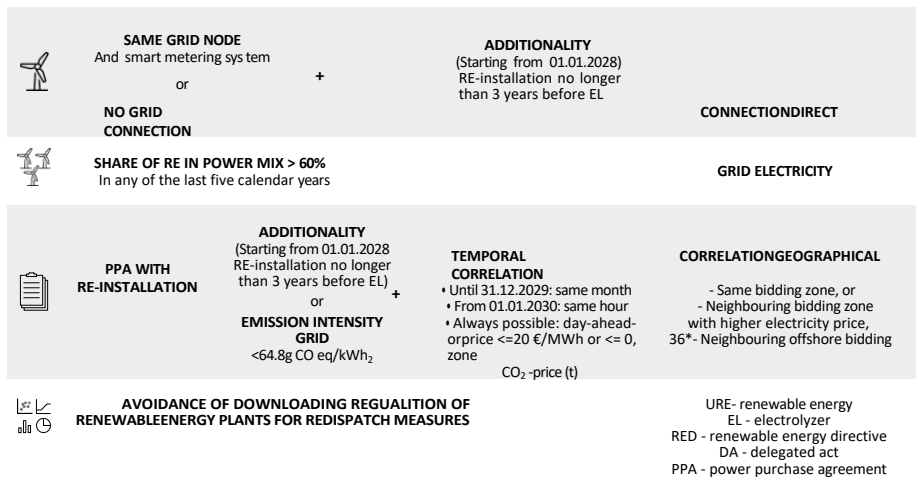 SAME GRID NODE
And smart metering sys tem
or
NO GRID
CONNECTION
+
ADDITIONALITY
(Starting from 01.01.2028)
RE-installation no longer
than 3 years before EL
CONNECTIONDIRECT
SHARE OF RE IN POWER MIX > 60%
In any of the last five calendar years
GRID ELECTRICITY
PPA WITH
RE-INSTALLATION
ADDITIONALITY
(Starting from 01.01.2028
RE-installation no longer
than 3 years before EL)
or
EMISSION INTENSITY
GRID
<64.8g CO eq/kWh₂
+
TEMPORAL
CORRELATION
• Until 31.12.2029: same month
• From 01.01.2030: same hour
• Always possible: day-ahead-
orprice <=20 €/MWh or <= 0,
zone
CO₂ -price (t)
CORRELATIONGEOGRAPHICAL
- Same bidding zone, or
- Neighbouring bidding zone
with higher electricity price,
36*- Neighbouring offshore bidding
AVOIDANCE OF DOWNLOADING REGUALITION OF
RENEWABLEENERGY PLANTS FOR REDISPATCH MEASURES
URE- renewable energy
EL - electrolyzer
RED - renewable energy directive
DA - delegated act
PPA - power purchase agreement